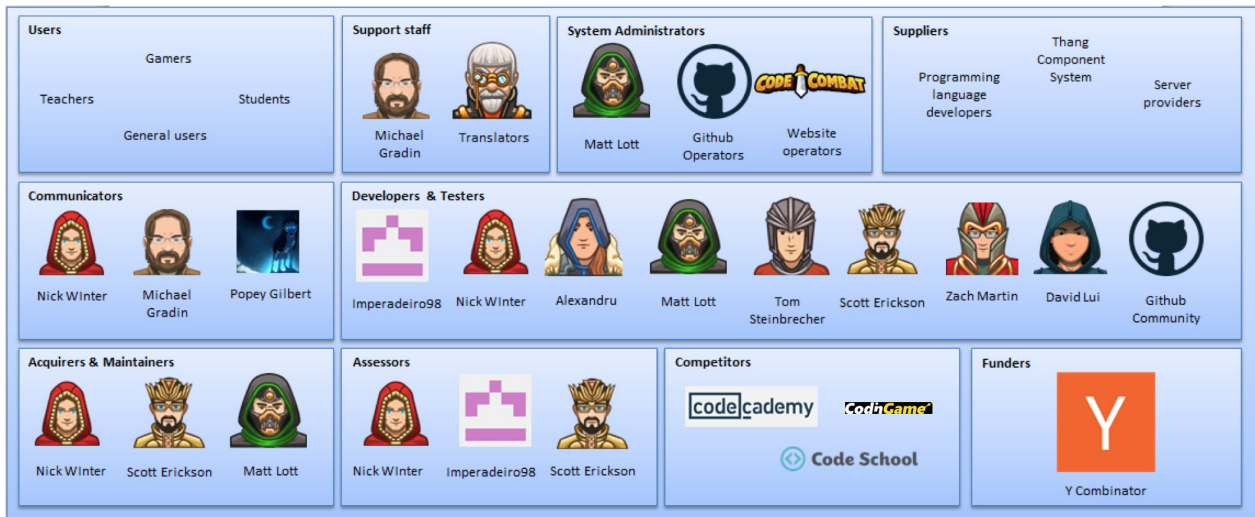 Users
Gamers
Teachers
Students
General users
Support staff
Michael
Gradin
Translators
System Administrators
Matt Lott
Github
Operators
CODE COMBAT
Website
operators
Suppliers
Programming
language
developers
Thang
Component
System
Server
providers
Communicators
Nick WInter
Michael
Gradin
Popey Gilbert
Developers & Testers
Imperadeiro98
Nick WInter
Alexandru
Matt Lott
Tom
Steinbrecher
Scott Erickson
Zach Martin
David Lui
Github
Community
Acquirers & Maintainers
Nick WInter
Scott Erickson
Matt Lott
Assessors
Nick WInter
Imperadeiro98
Scott Erickson
Competitors
codecademy
CodinGame
Code School
Funders
Y
Y Combinator